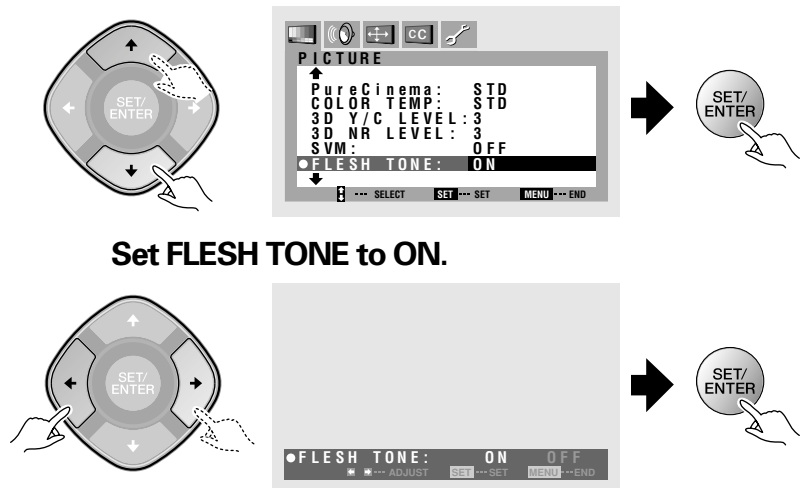 SET/
ENTER
CC
PICTURE
PureCinema: STD
COLOR TEMP: STD
3D Y/C LEVEL: 3
3D NR LEVEL: 3
SVM: OFF
●FLESH TONE: ON
--- SELECT SET --- SET MENU --- END
SET/
ENTER
Set FLESH TONE to ON.
SET/
ENTER
●FLESH TONE: ON OFF
--- ADJUST SET --- SET MENU --- END
SET/
ENTER